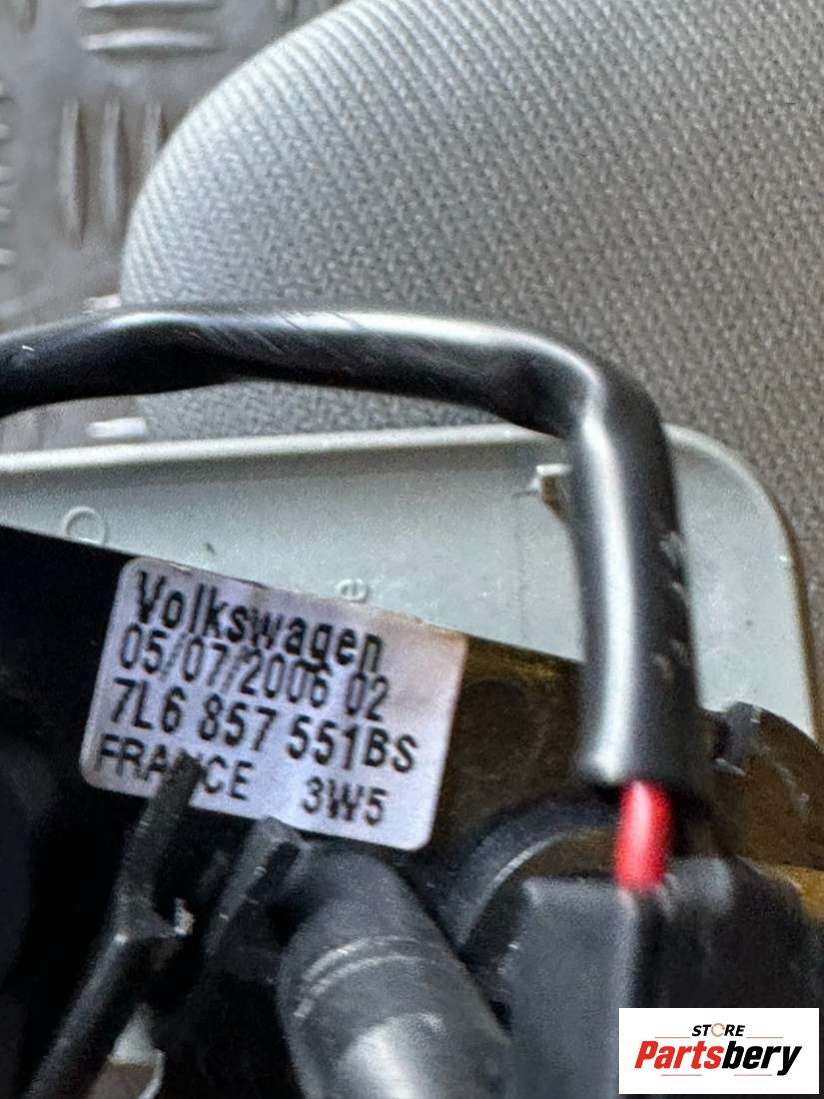 Volkswagen
05/07/2006 02
7L6 857 551BS
FRANCE 3W5
STORE
Partsbery